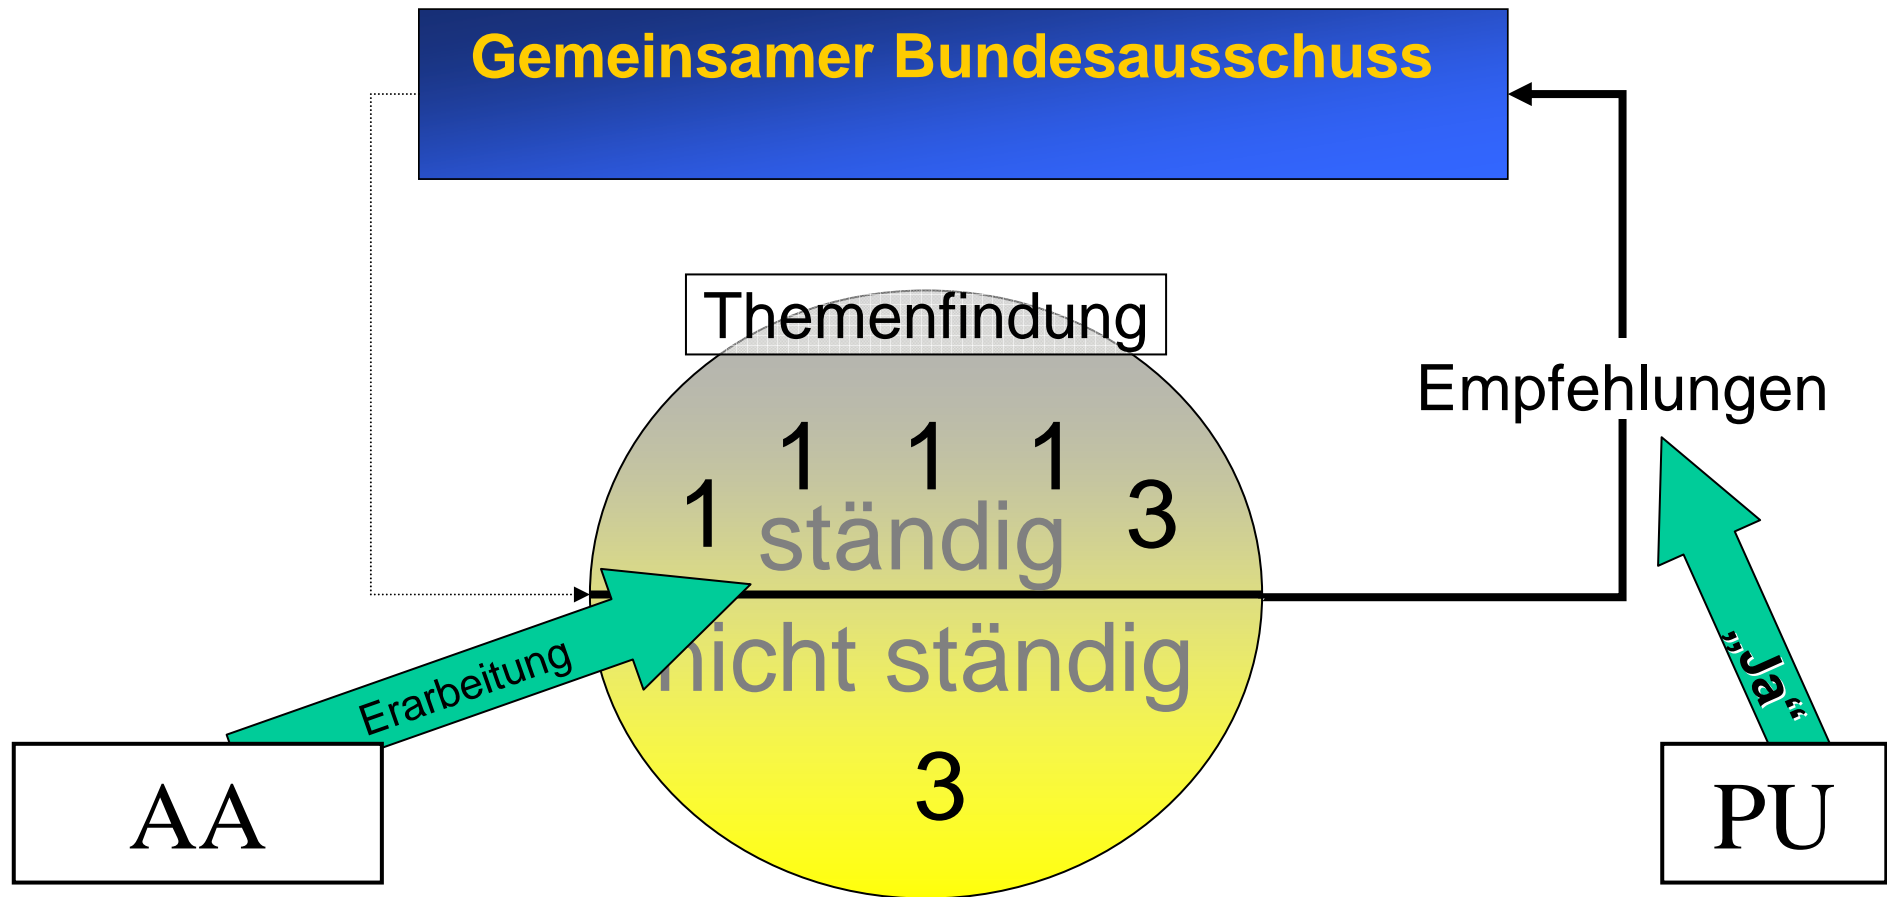 Gemeinsamer Bundesausschuss
Themenfindung
Empfehlungen
1 1 1 1 3
ständig
nicht ständig
3
Erarbeitung
„Ja“
AA
PU